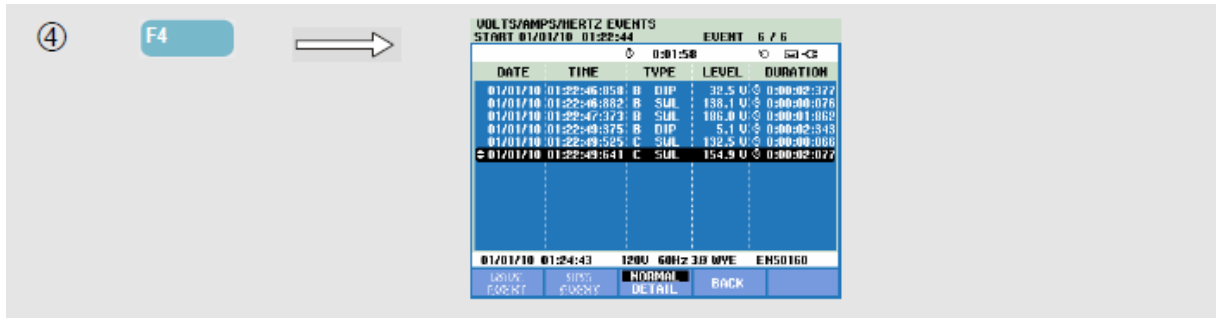 ④ F4
VOLTS/AMPS/HERTZ EVENTS
START 01/01/10 01:22:44 EVENT 6 / 6
0:01:58
DATE TIME TYPE LEVEL DURATION
01/01/10 01:22:46:858 B DIP 32.5 V 0:00:02:377
01/01/10 01:22:46:882 B SWL 138.1 V 0:00:00:076
01/01/10 01:22:47:373 B SWL 186.0 V 0:00:01:862
01/01/10 01:22:49:375 B DIP 5.1 V 0:00:02:343
01/01/10 01:22:49:525 C SWL 132.5 V 0:00:00:066
01/01/10 01:22:49:641 C SWL 154.9 V 0:00:02:077
01/01/10 01:24:43 120V 60Hz 3Ø WYE EN50160
WAVE EVENT RMS EVENT NORMAL DETAIL BACK